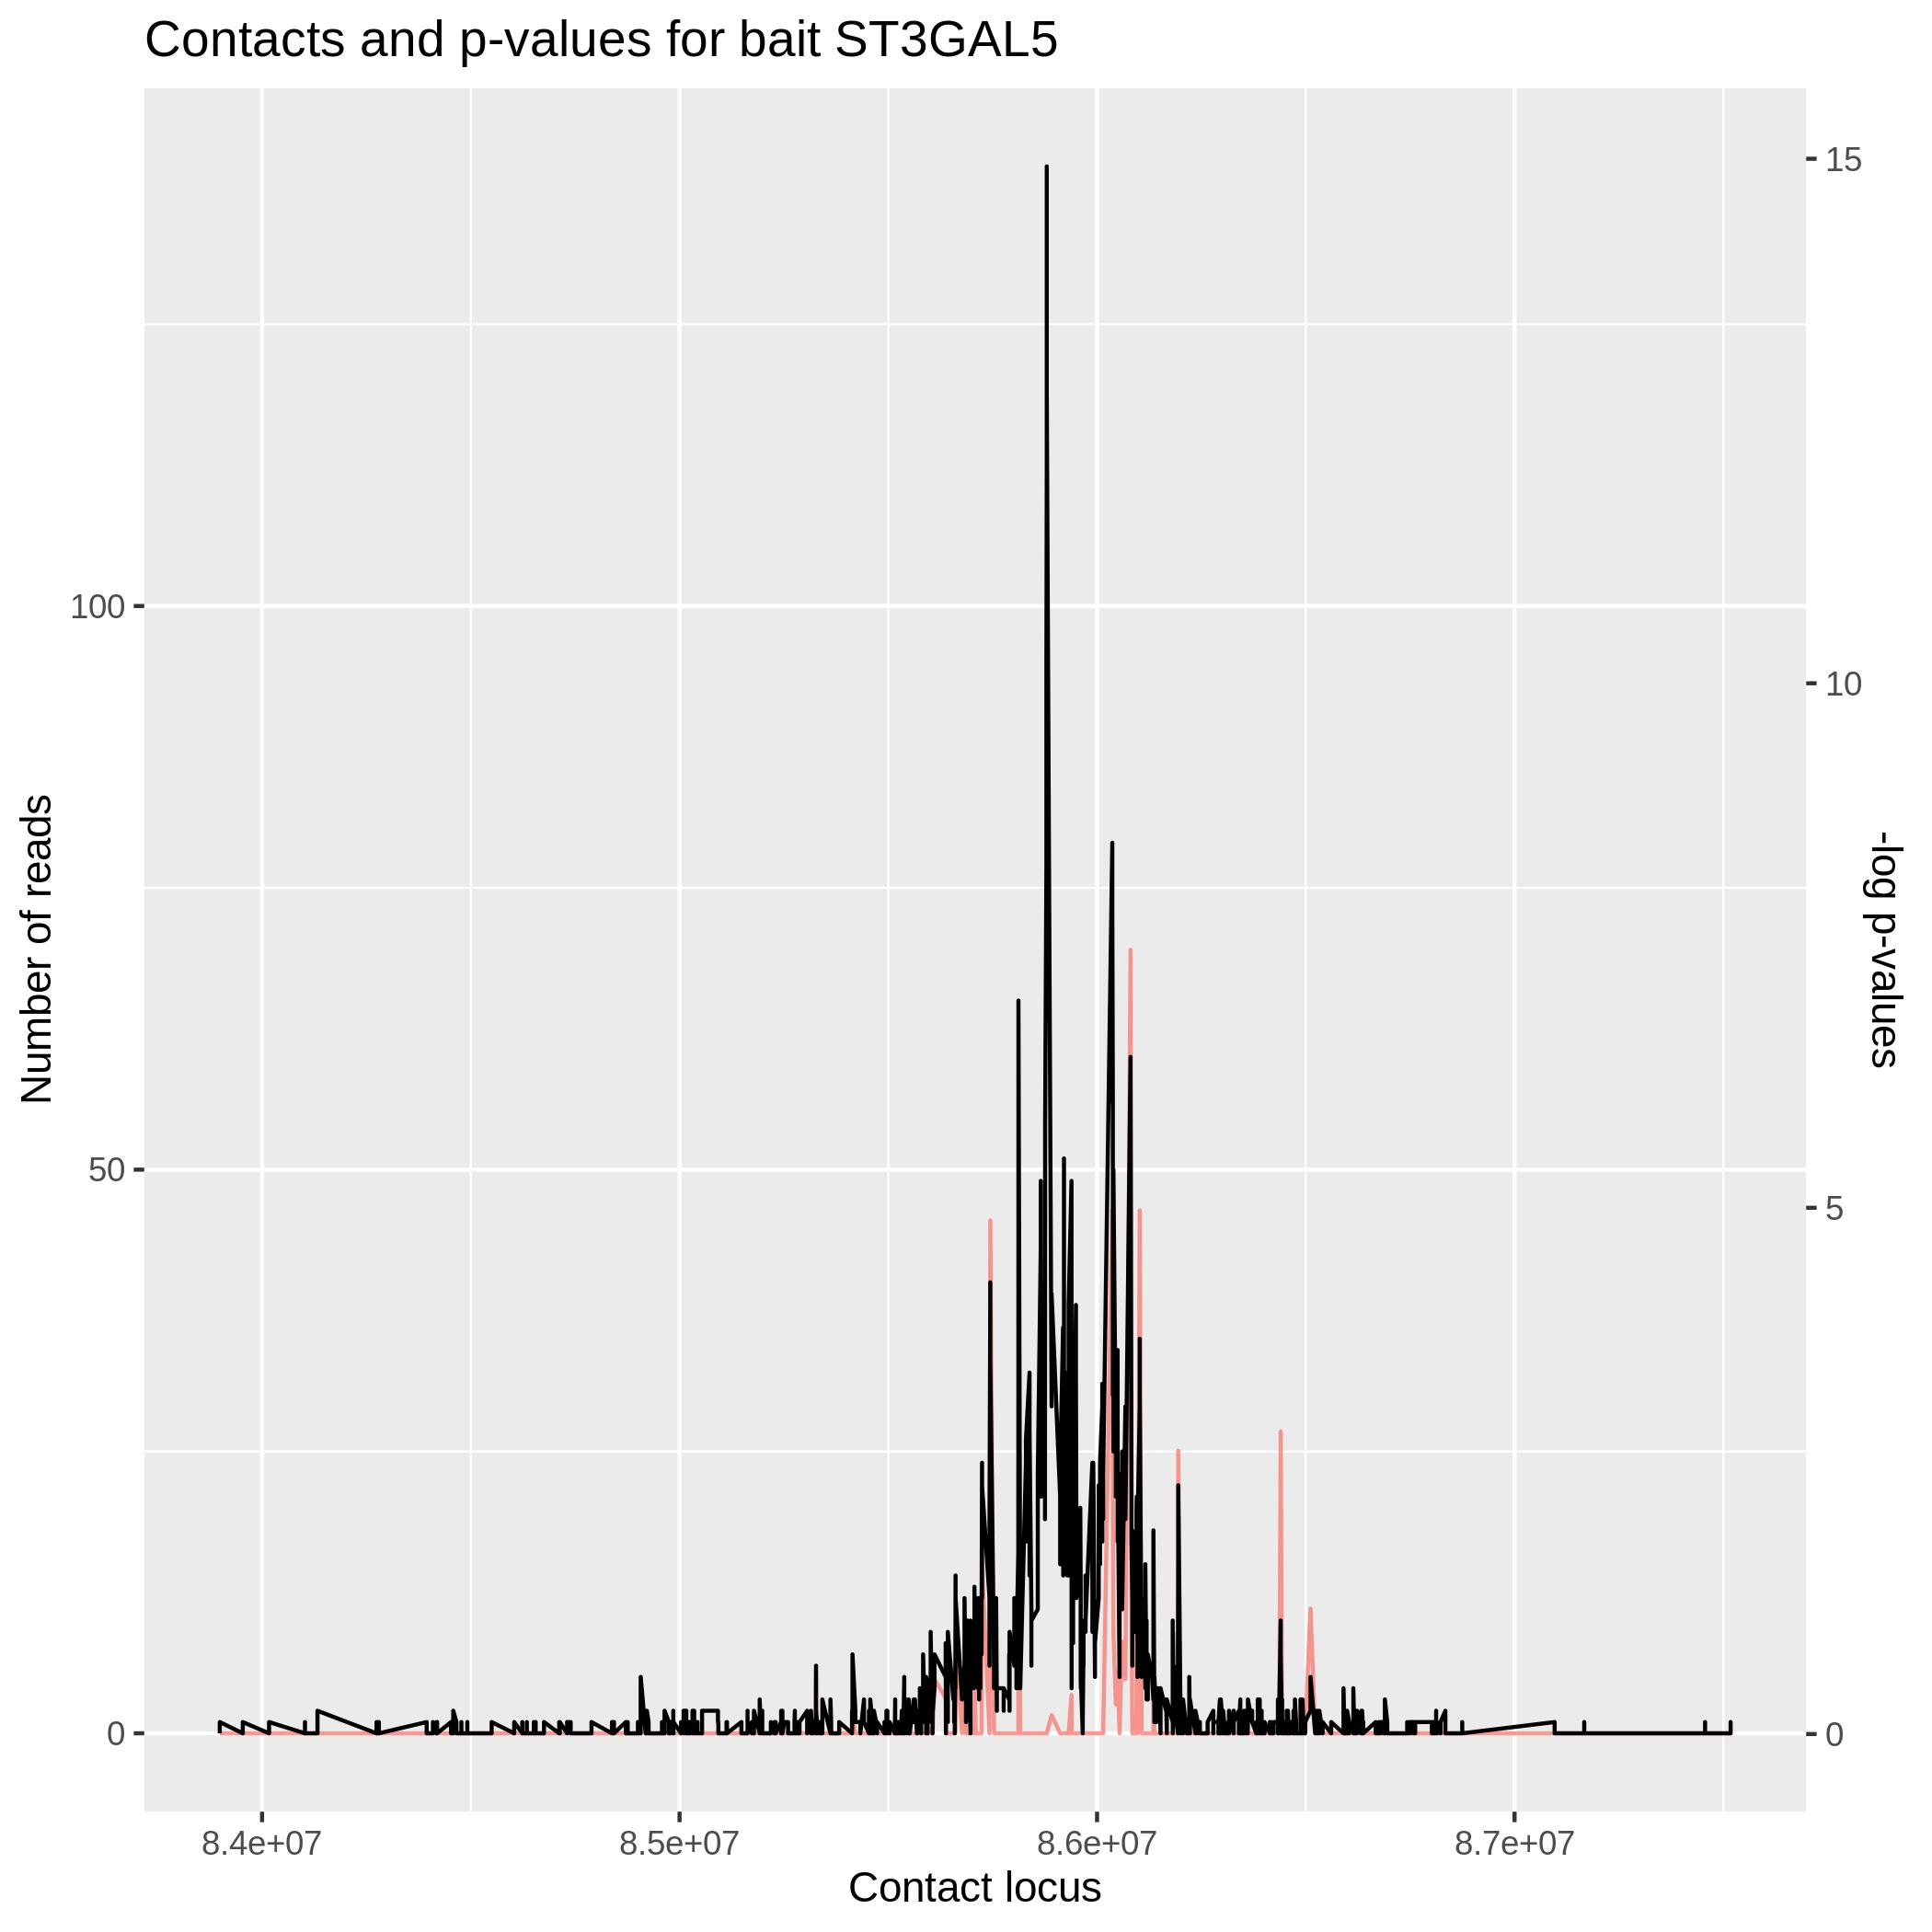 Contacts and p-values for bait ST3GAL5
Number of reads
100
50
0
15
10
5
0
-log p-values
8.4e+07
8.5e+07
8.6e+07
8.7e+07
Contact locus